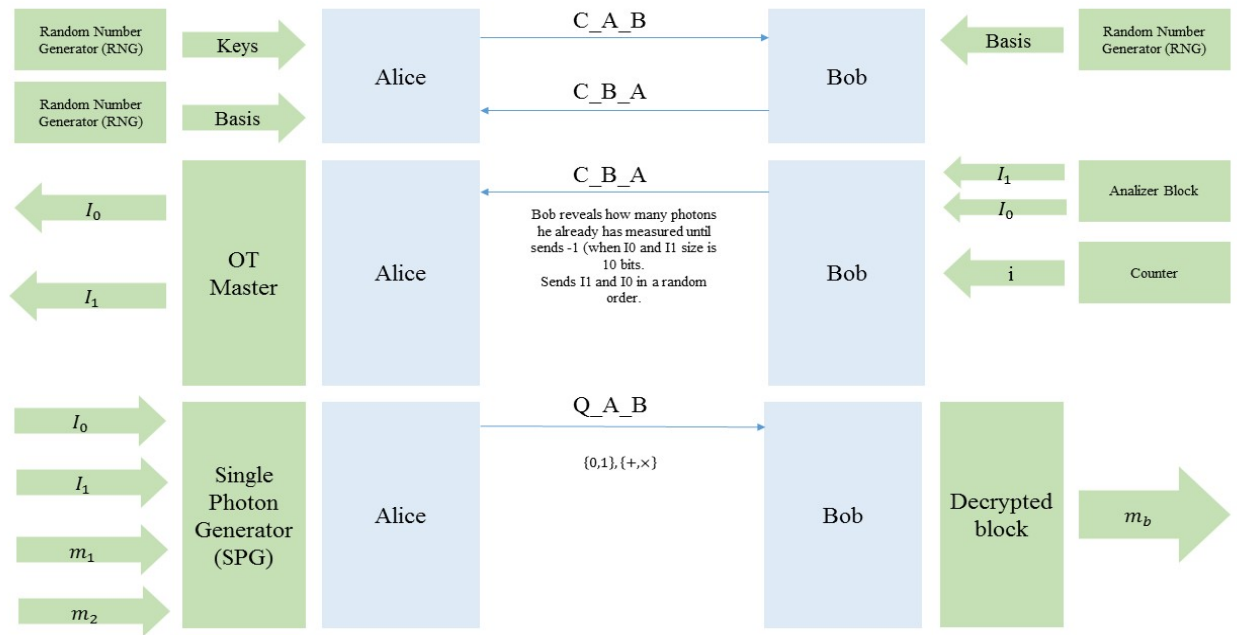 Random Number
Generator (RNG)
Keys
Random Number
Generator (RNG)
Basis
Alice
C_A_B
C_B_A
Bob
Basis
Random Number
Generator (RNG)
I₀
I₁
OT
Master
Alice
C_B_A
Bob reveals how many photons
he already has measured until
sends -1 (when I0 and I1 size is
10 bits.
Sends I1 and I0 in a random
order.
Bob
I₁
I₀
Analizer Block
i
Counter
I₀
I₁
m₁
m₂
Single
Photon
Generator
(SPG)
Alice
Q_A_B
{0,1},{+,×}
Bob
Decrypted
block
m_b